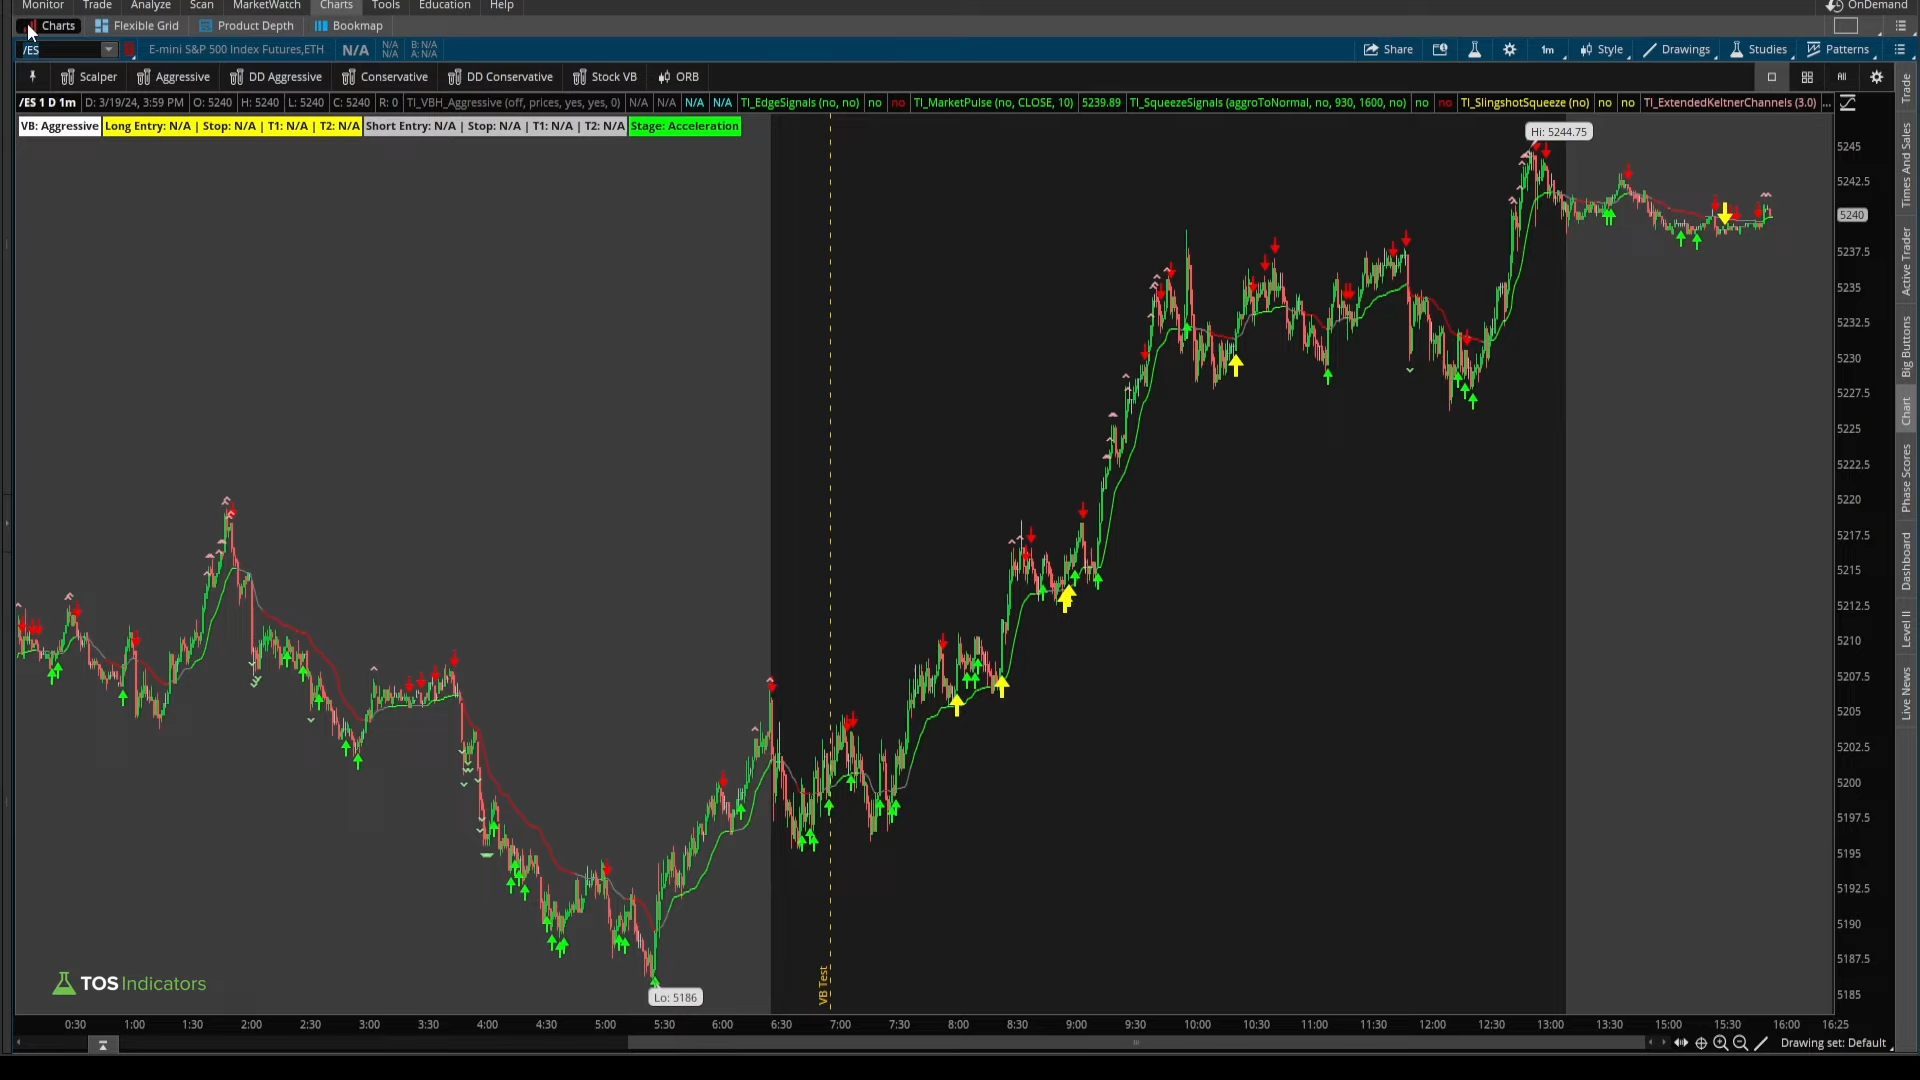 Monitor Trade Analyze Scan MarketWatch Charts Tools Education Help OnDemand
Charts Flexible Grid Product Depth Bookmap
/ES E-mini S&P 500 Index Futures,ETH N/A N/A N/A B: N/A A: N/A Share 1m Style Drawings Studies Patterns
Scalper Aggressive DD Aggressive Conservative DD Conservative Stock VB ORB All
/ES 1 D 1m D: 3/19/24, 3:59 PM O: 5240 H: 5240 L: 5240 C: 5240 R: 0 TI_VBH_Aggressive (off, prices, yes, yes, 0) N/A N/A N/A N/A TI_EdgeSignals (no, no) no no TI_MarketPulse (no, CLOSE, 10) 5239.89 TI_SqueezeSignals (aggroToNormal, no, 930, 1600, no) no no TI_SlingshotSqueeze (no) no no TI_ExtendedKeltnerChannels (3.0) ...
VB: Aggressive Long Entry: N/A | Stop: N/A | T1: N/A | T2: N/A Short Entry: N/A | Stop: N/A | T1: N/A | T2: N/A Stage: Acceleration
Hi: 5244.75
5245
5242.5
5240
5237.5
5235
5232.5
5230
5227.5
5225
5222.5
5220
5217.5
5215
5212.5
5210
5207.5
5205
5202.5
5200
5197.5
5195
5192.5
5190
5187.5
5185
VB Test
TOS Indicators
Lo: 5186
0:30 1:00 1:30 2:00 2:30 3:00 3:30 4:00 4:30 5:00 5:30 6:00 6:30 7:00 7:30 8:00 8:30 9:00 9:30 10:00 10:30 11:00 11:30 12:00 12:30 13:00 13:30 15:00 15:30 16:00 16:25
Drawing set: Default
Trade
Times And Sales
Active Trader
Big Buttons
Chart
Phase Scores
Dashboard
Level II
Live News